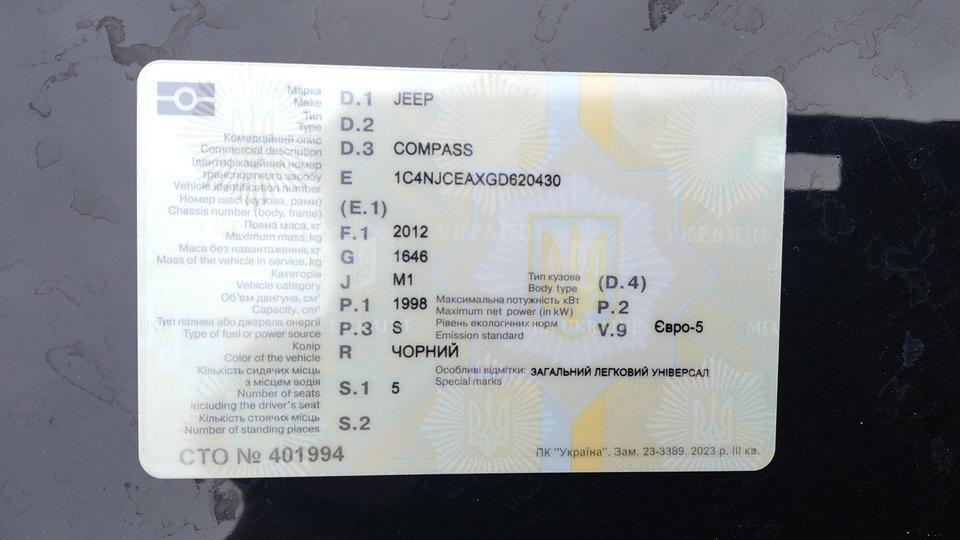 Марка
Make
D.1 JEEP
Тип
Type
D.2
Комерційний опис
Commercial description
D.3 COMPASS
Ідентифікаційний номер
транспортного засобу
Vehicle identification number
E 1C4NJCEAXGD620430
Номер шасі (кузова, рами)
Chassis number (body, frame)
(E.1)
Повна маса, кг
Maximum mass, kg
F.1 2012
Маса без навантаження, кг
Mass of the vehicle in service, kg
G 1646
Категорія
Vehicle category
J M1
Тип кузова
Body type
(D.4)
Об'єм двигуна, см³
Capacity, cm³
P.1 1998
Максимальна потужність кВт
Maximum net power (in kW)
P.2
Тип палива або джерела енергії
Type of fuel or power source
P.3 S
Рівень екологічних норм
Emission standard
V.9 Євро-5
Колір
Color of the vehicle
R ЧОРНИЙ
Кількість сидячих місць
з місцем водія
Number of seats
including the driver's seat
S.1 5
Особливі відмітки: ЗАГАЛЬНИЙ ЛЕГКОВИЙ УНІВЕРСАЛ
Special marks
Кількість стоячих місць
Number of standing places
S.2
СТО № 401994
ПК "Україна". Зам. 23-3389. 2023 р. III кв.